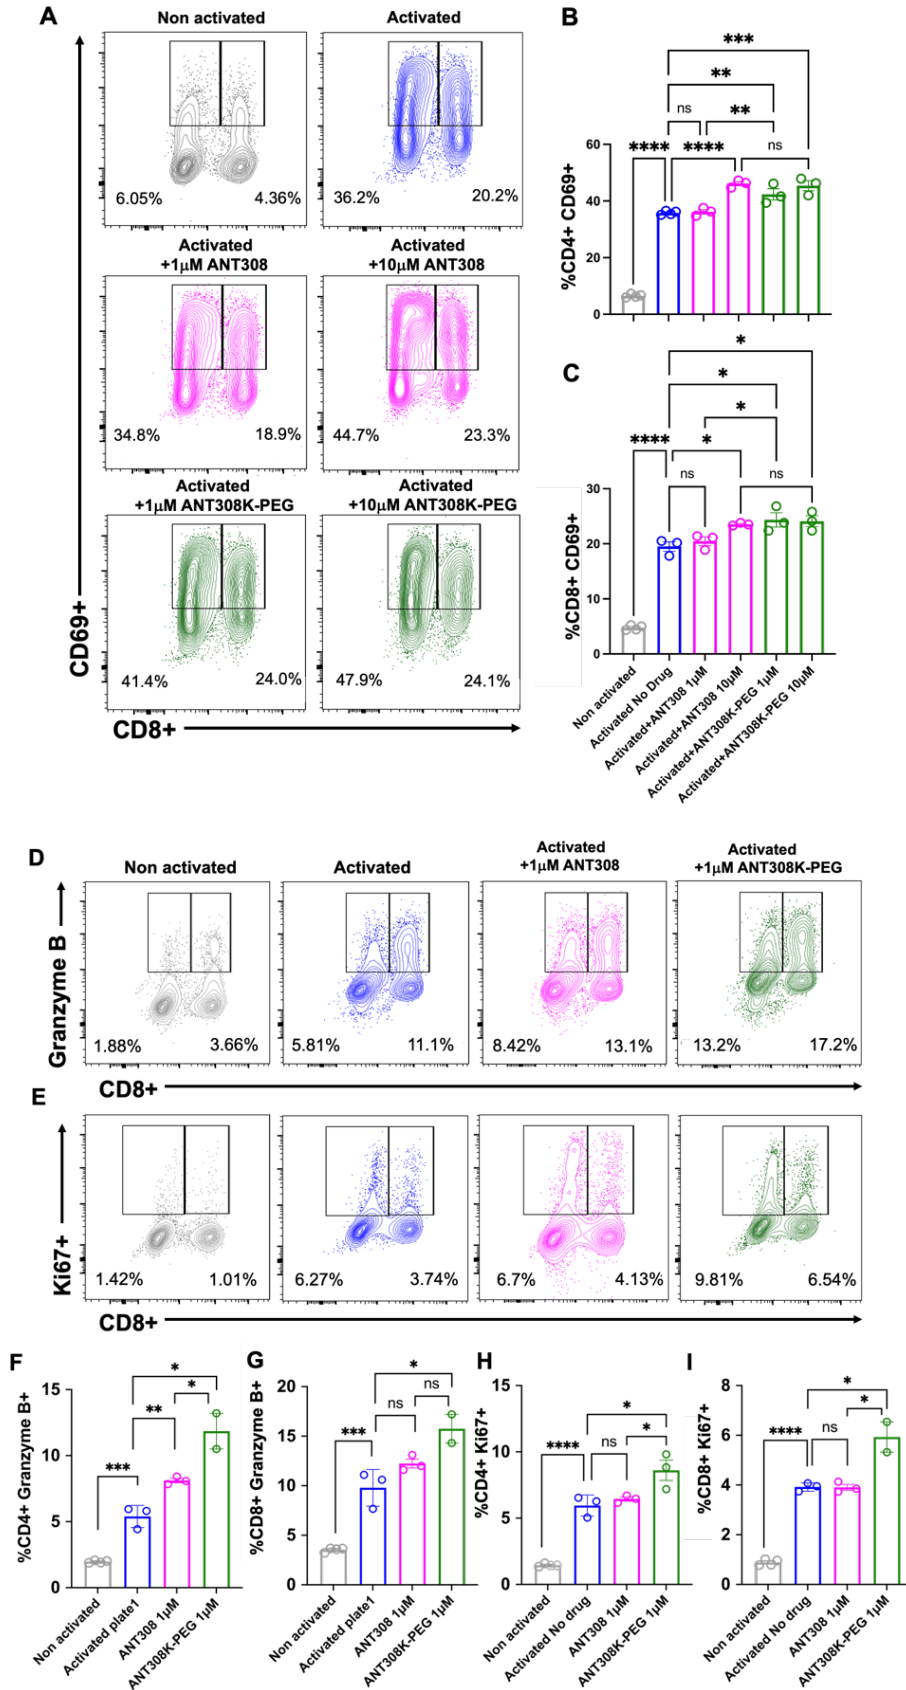 A
Non activated
Activated
6.05%
4.36%
36.2%
20.2%
Activated
+1μM ANT308
Activated
+10μM ANT308
34.8%
18.9%
44.7%
23.3%
Activated
+1μM ANT308K-PEG
Activated
+10μM ANT308K-PEG
41.4%
24.0%
47.9%
24.1%
CD69+
CD8+
B
***
**
ns
**
****
****
ns
60
40
20
0
%CD4+ CD69+
C
*
*
*
****
*
ns
ns
30
20
10
0
%CD8+ CD69+
Non activated
Activated No Drug
Activated+ANT308 1μM
Activated+ANT308 10μM
Activated+ANT308K-PEG 1μM
Activated+ANT308K-PEG 10μM
D
Non activated
Activated
Activated
+1μM ANT308
Activated
+1μM ANT308K-PEG
Granzyme B
1.88%
3.66%
5.81%
11.1%
8.42%
13.1%
13.2%
17.2%
CD8+
E
Ki67+
1.42%
1.01%
6.27%
3.74%
6.7%
4.13%
9.81%
6.54%
CD8+
F
%CD4+ Granzyme B+
15
10
5
0
***
**
*
*
Non activated
Activated plate1
ANT308 1μM
ANT308K-PEG 1μM
G
%CD8+ Granzyme B+
20
15
10
5
0
***
ns
ns
*
Non activated
Activated plate1
ANT308 1μM
ANT308K-PEG 1μM
H
%CD4+ Ki67+
15
10
5
0
****
ns
*
*
Non activated
Activated No drug
ANT308 1μM
ANT308K-PEG 1μM
I
%CD8+ Ki67+
8
6
4
2
0
****
ns
*
*
Non activated
Activated No drug
ANT308 1μM
ANT308K-PEG 1μM